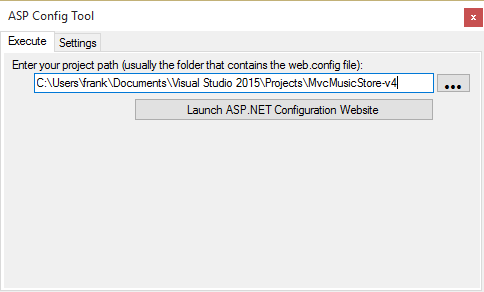 ASP Config Tool
x
Execute Settings
Enter your project path (usually the folder that contains the web.config file):
C:\Users\frank\Documents\Visual Studio 2015\Projects\MvcMusicStore-v4
...
Launch ASP.NET Configuration Website